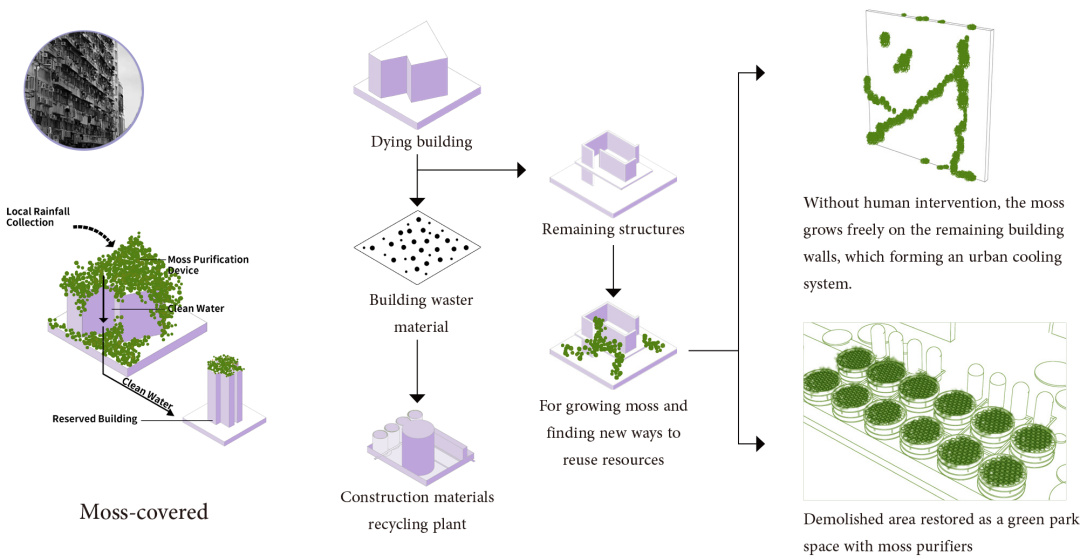 Local Rainfall
Collection
Moss Purification
Device
Clean Water
Clean Water
Reserved Building
Moss-covered
Dying building
Building waster
material
Construction materials
recycling plant
Remaining structures
For growing moss and
finding new ways to
reuse resources
Without human intervention, the moss
grows freely on the remaining building
walls, which forming an urban cooling
system.
Demolished area restored as a green park
space with moss purifiers